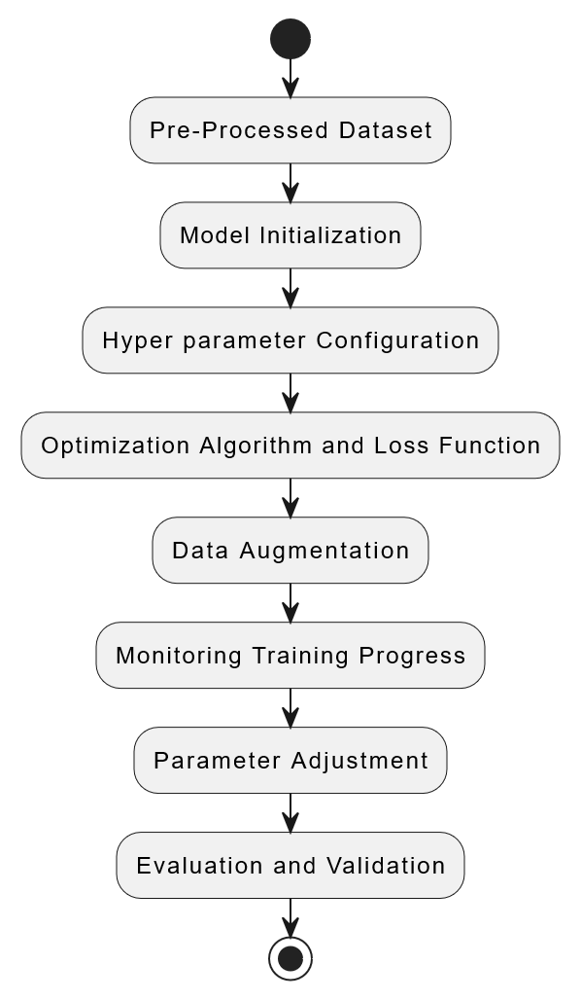 Pre-Processed Dataset
Model Initialization
Hyper parameter Configuration
Optimization Algorithm and Loss Function
Data Augmentation
Monitoring Training Progress
Parameter Adjustment
Evaluation and Validation